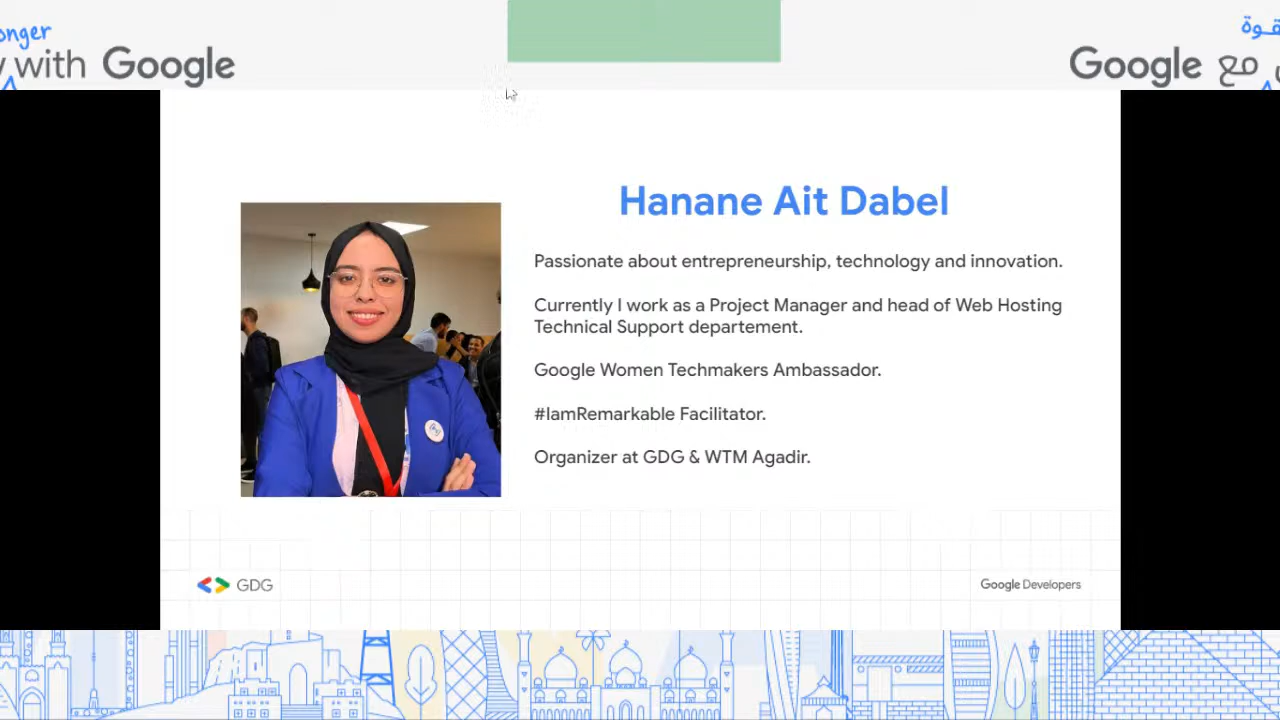 onger
with Google
قوة
Google مع
Hanane Ait Dabel
Passionate about entrepreneurship, technology and innovation.
Currently I work as a Project Manager and head of Web Hosting
Technical Support departement.
Google Women Techmakers Ambassador.
#IamRemarkable Facilitator.
Organizer at GDG & WTM Agadir.
GDG
Google Developers